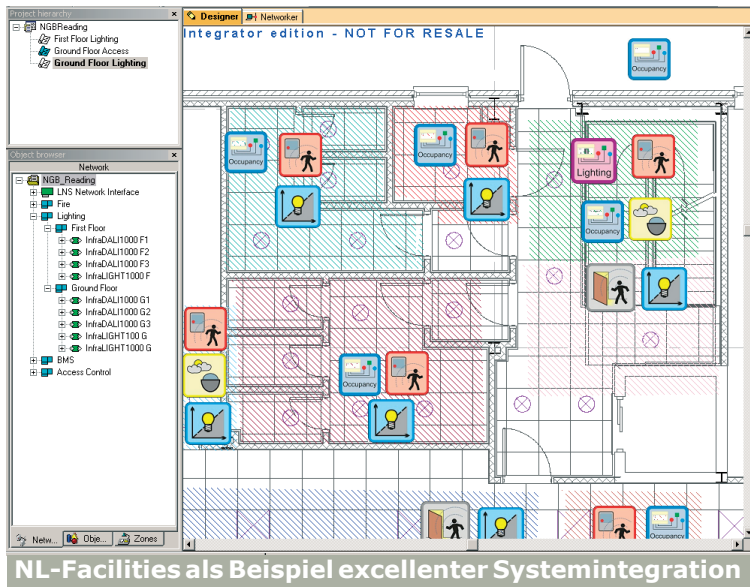 Project hierarchy
NGBReading
First Floor Lighting
Ground Floor Access
Ground Floor Lighting
Object browser
Network
NGB_Reading
LNS Network Interface
Fire
Lighting
First Floor
InfraDALI1000 F1
InfraDALI1000 F2
InfraDALI1000 F3
InfraLIGHT1000 F
Ground Floor
InfraDALI1000 G1
InfraDALI1000 G2
InfraDALI1000 G3
InfraLIGHT100 G
InfraLIGHT1000 G
BMS
Access Control
Netw... Obje... Zones
Designer Networker
Integrator edition - NOT FOR RESALE
Occupancy
Occupancy
Occupancy
Lighting
Occupancy
Occupancy
Occupancy
NL-Facilities als Beispiel excellenter Systemintegration